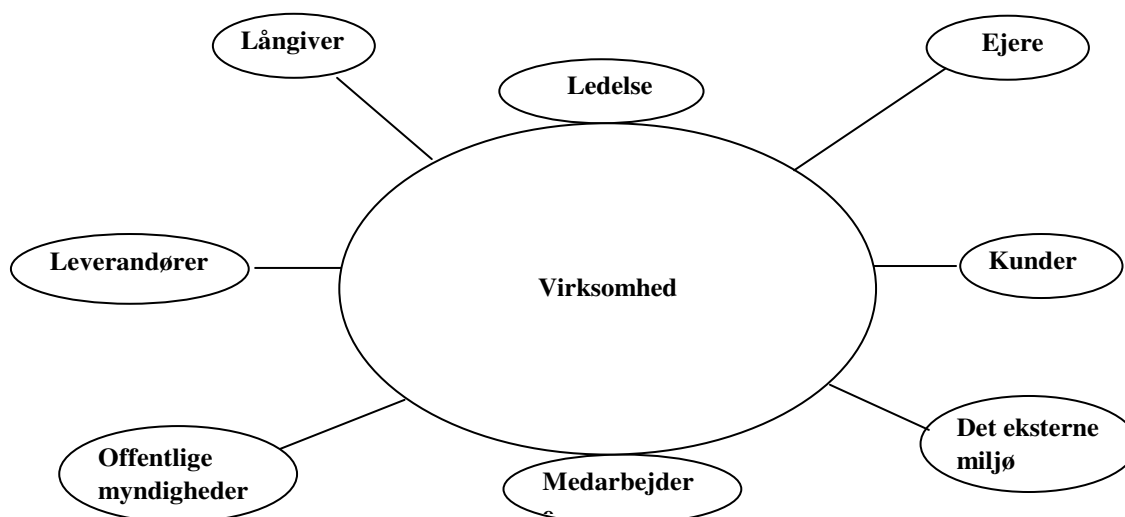 Långiver
Ejere
Ledelse
Leverandører
Kunder
Virksomhed
Det eksterne
miljø
Offentlige
myndigheder
Medarbejder